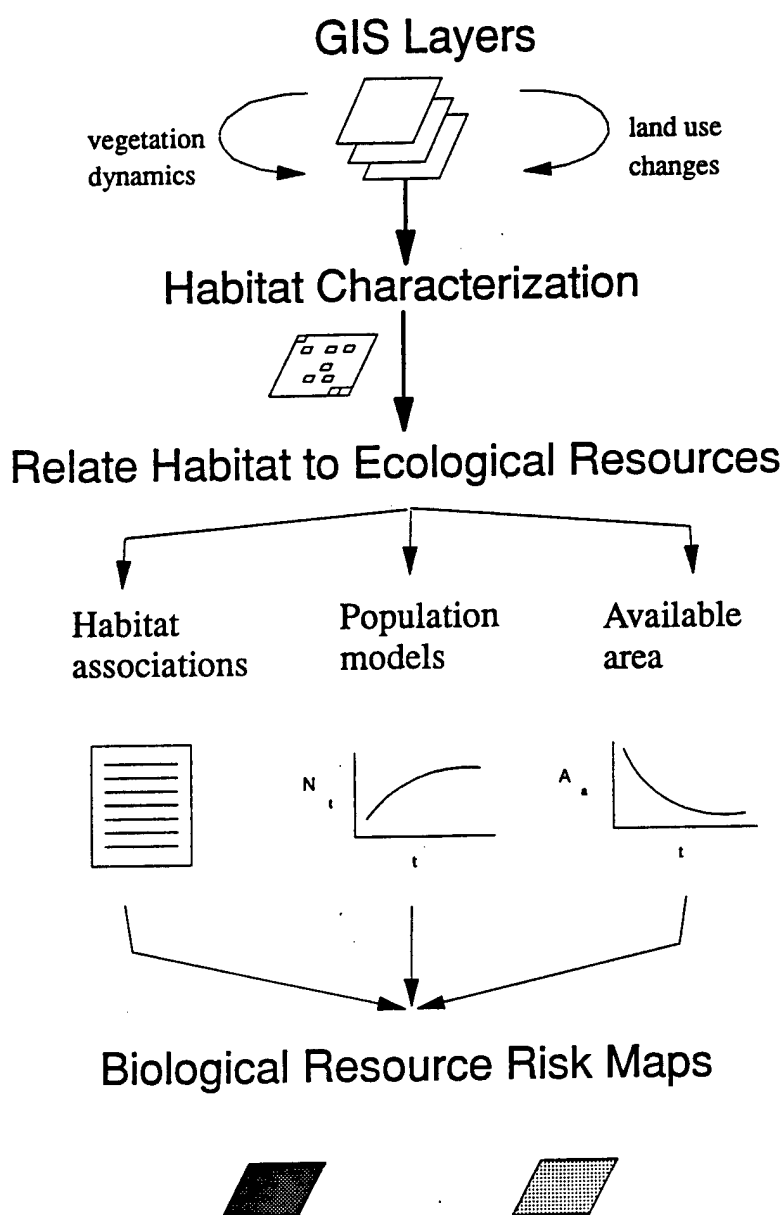 GIS Layers
vegetation
dynamics
land use
changes
Habitat Characterization
Relate Habitat to Ecological Resources
Habitat
associations
Population
models
Available
area
N t
t
A a
t
Biological Resource Risk Maps